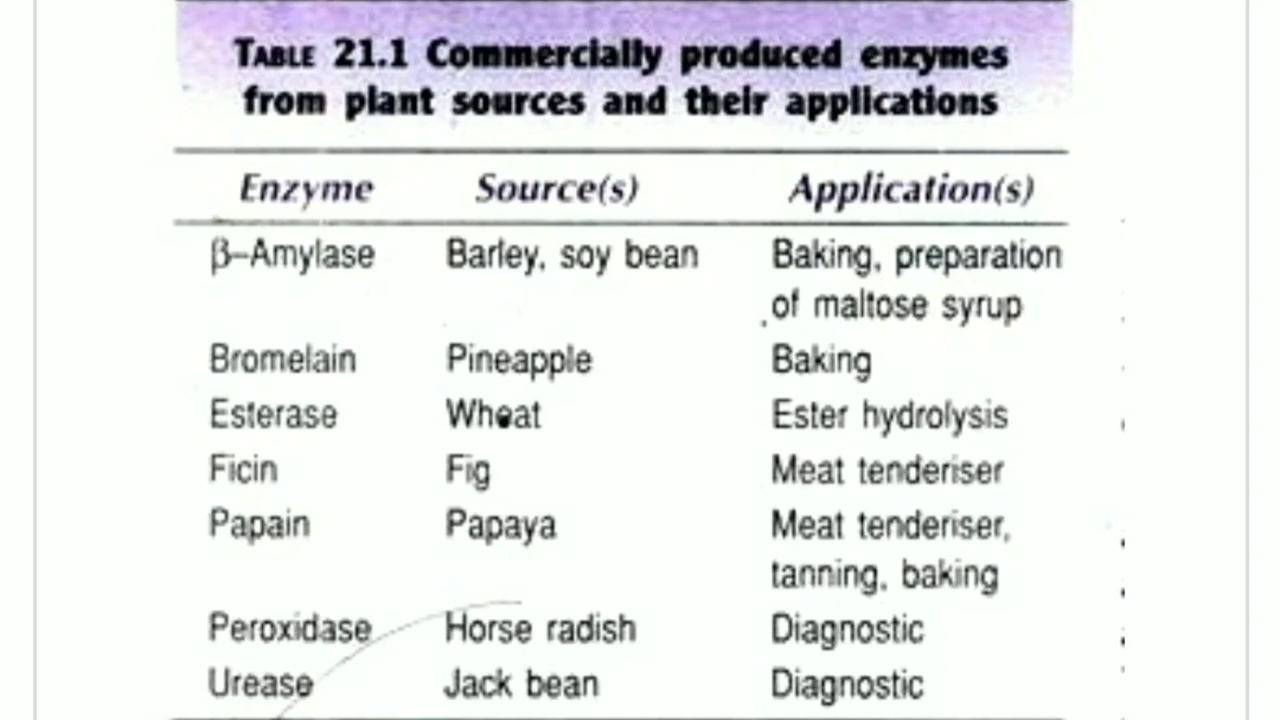 TABLE 21.1 Commercially produced enzymes
from plant sources and their applications
Enzyme Source(s) Application(s)
β–Amylase Barley, soy bean Baking, preparation
of maltose syrup
Bromelain Pineapple Baking
Esterase Wheat Ester hydrolysis
Ficin Fig Meat tenderiser
Papain Papaya Meat tenderiser,
tanning, baking
Peroxidase Horse radish Diagnostic
Urease Jack bean Diagnostic